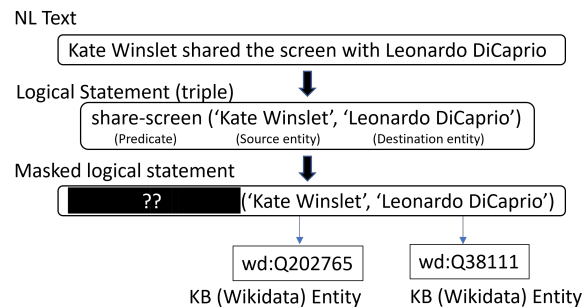 NL Text
Kate Winslet shared the screen with Leonardo DiCaprio
Logical Statement (triple)
share-screen (‘Kate Winslet’, ‘Leonardo DiCaprio’)
(Predicate) (Source entity) (Destination entity)
Masked logical statement
?? (‘Kate Winslet’, ‘Leonardo DiCaprio’)
wd:Q202765 wd:Q38111
KB (Wikidata) Entity KB (Wikidata) Entity